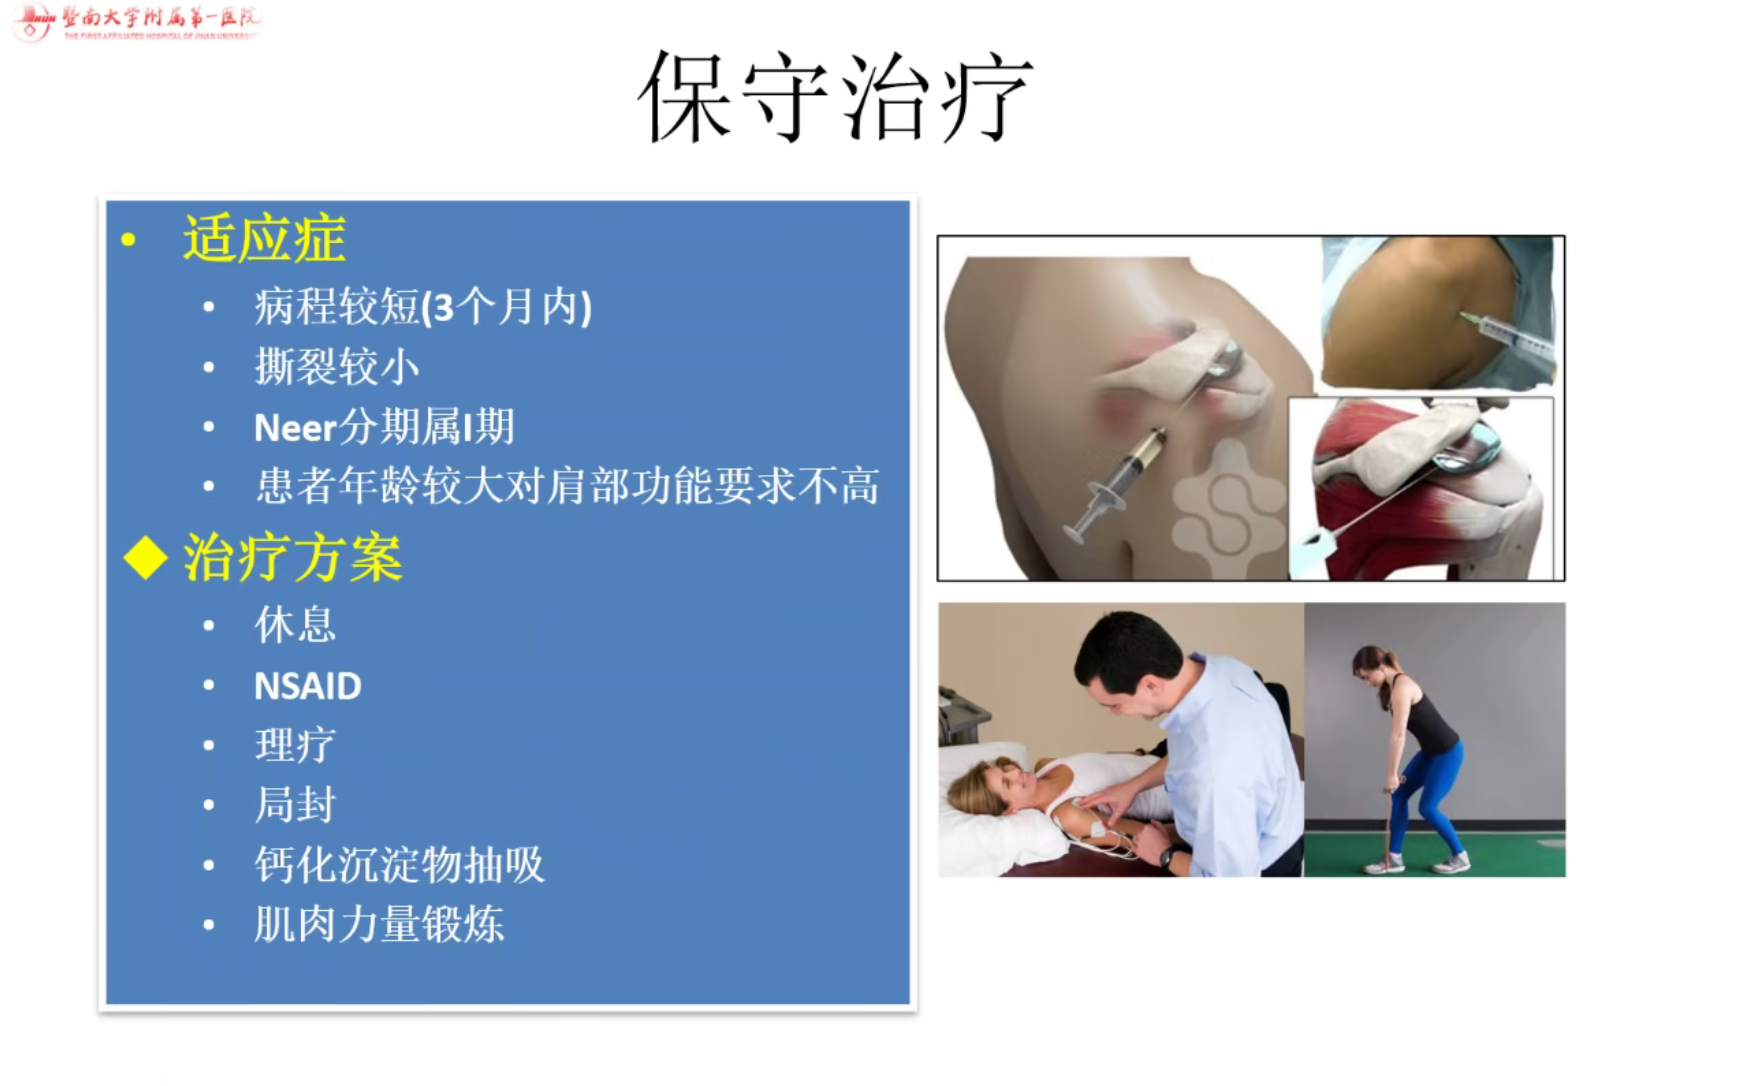 暨南大学附属第一医院
THE FIRST AFFILIATED HOSPITAL OF JINAN UNIVERSITY
保守治疗
• 适应症
• 病程较短(3个月内)
• 撕裂较小
• Neer分期属I期
• 患者年龄较大对肩部功能要求不高
◆ 治疗方案
• 休息
• NSAID
• 理疗
• 局封
• 钙化沉淀物抽吸
• 肌肉力量锻炼